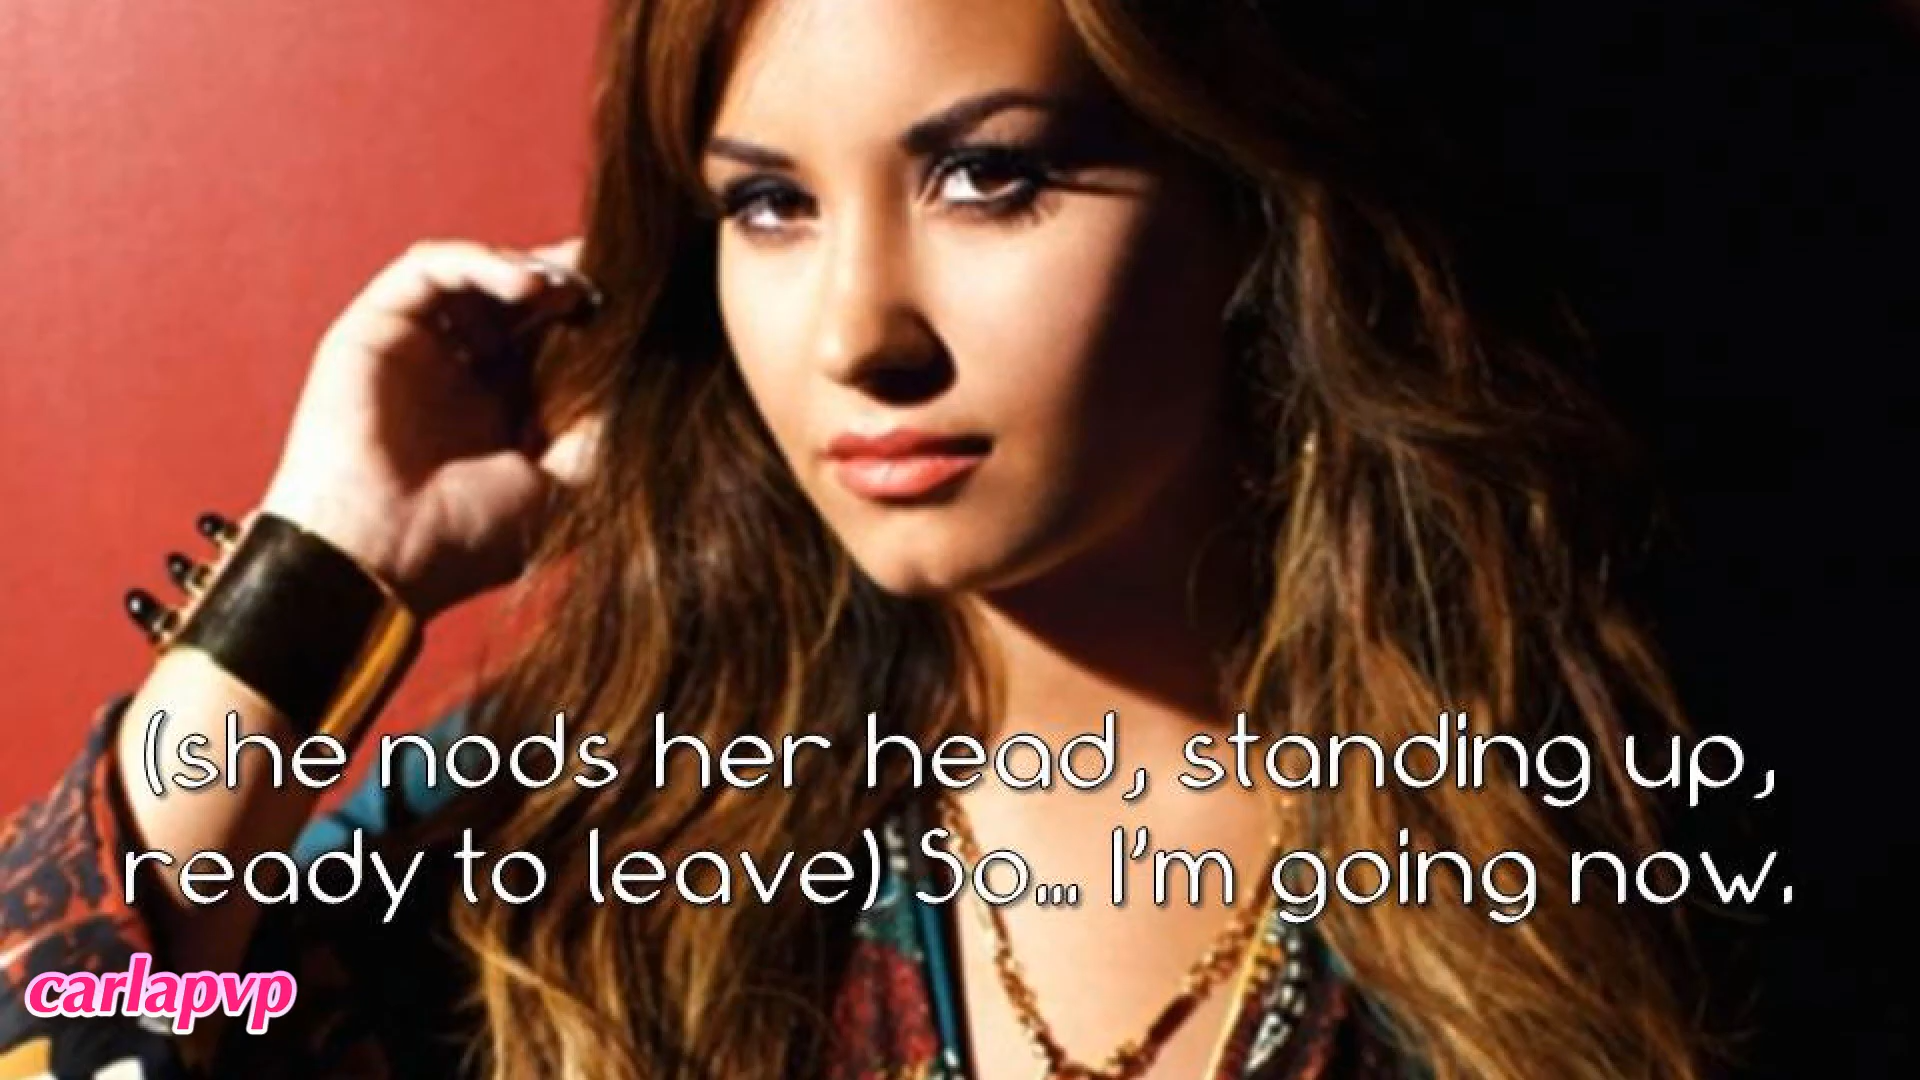 (she nods her head, standing up,
ready to leave) So... I'm going now.
carlapvp